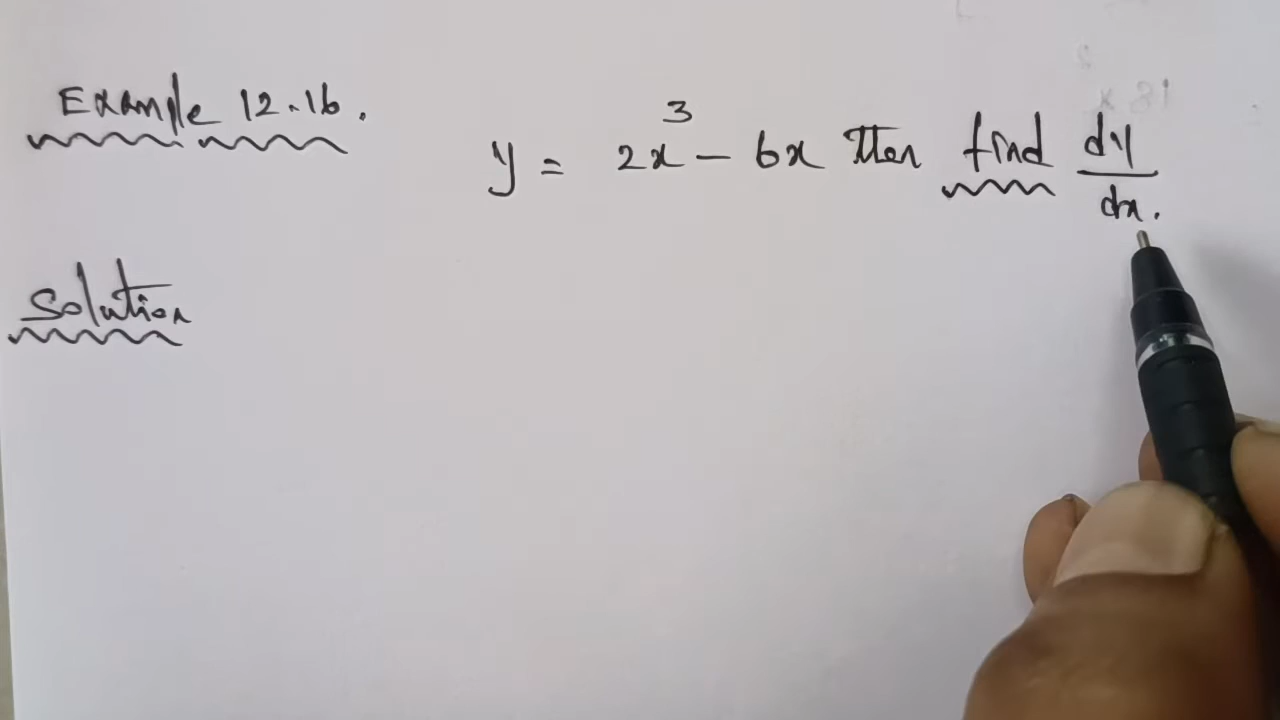 Example 12.16.
y = 2x³ - 6x then find dy/dx.
Solution